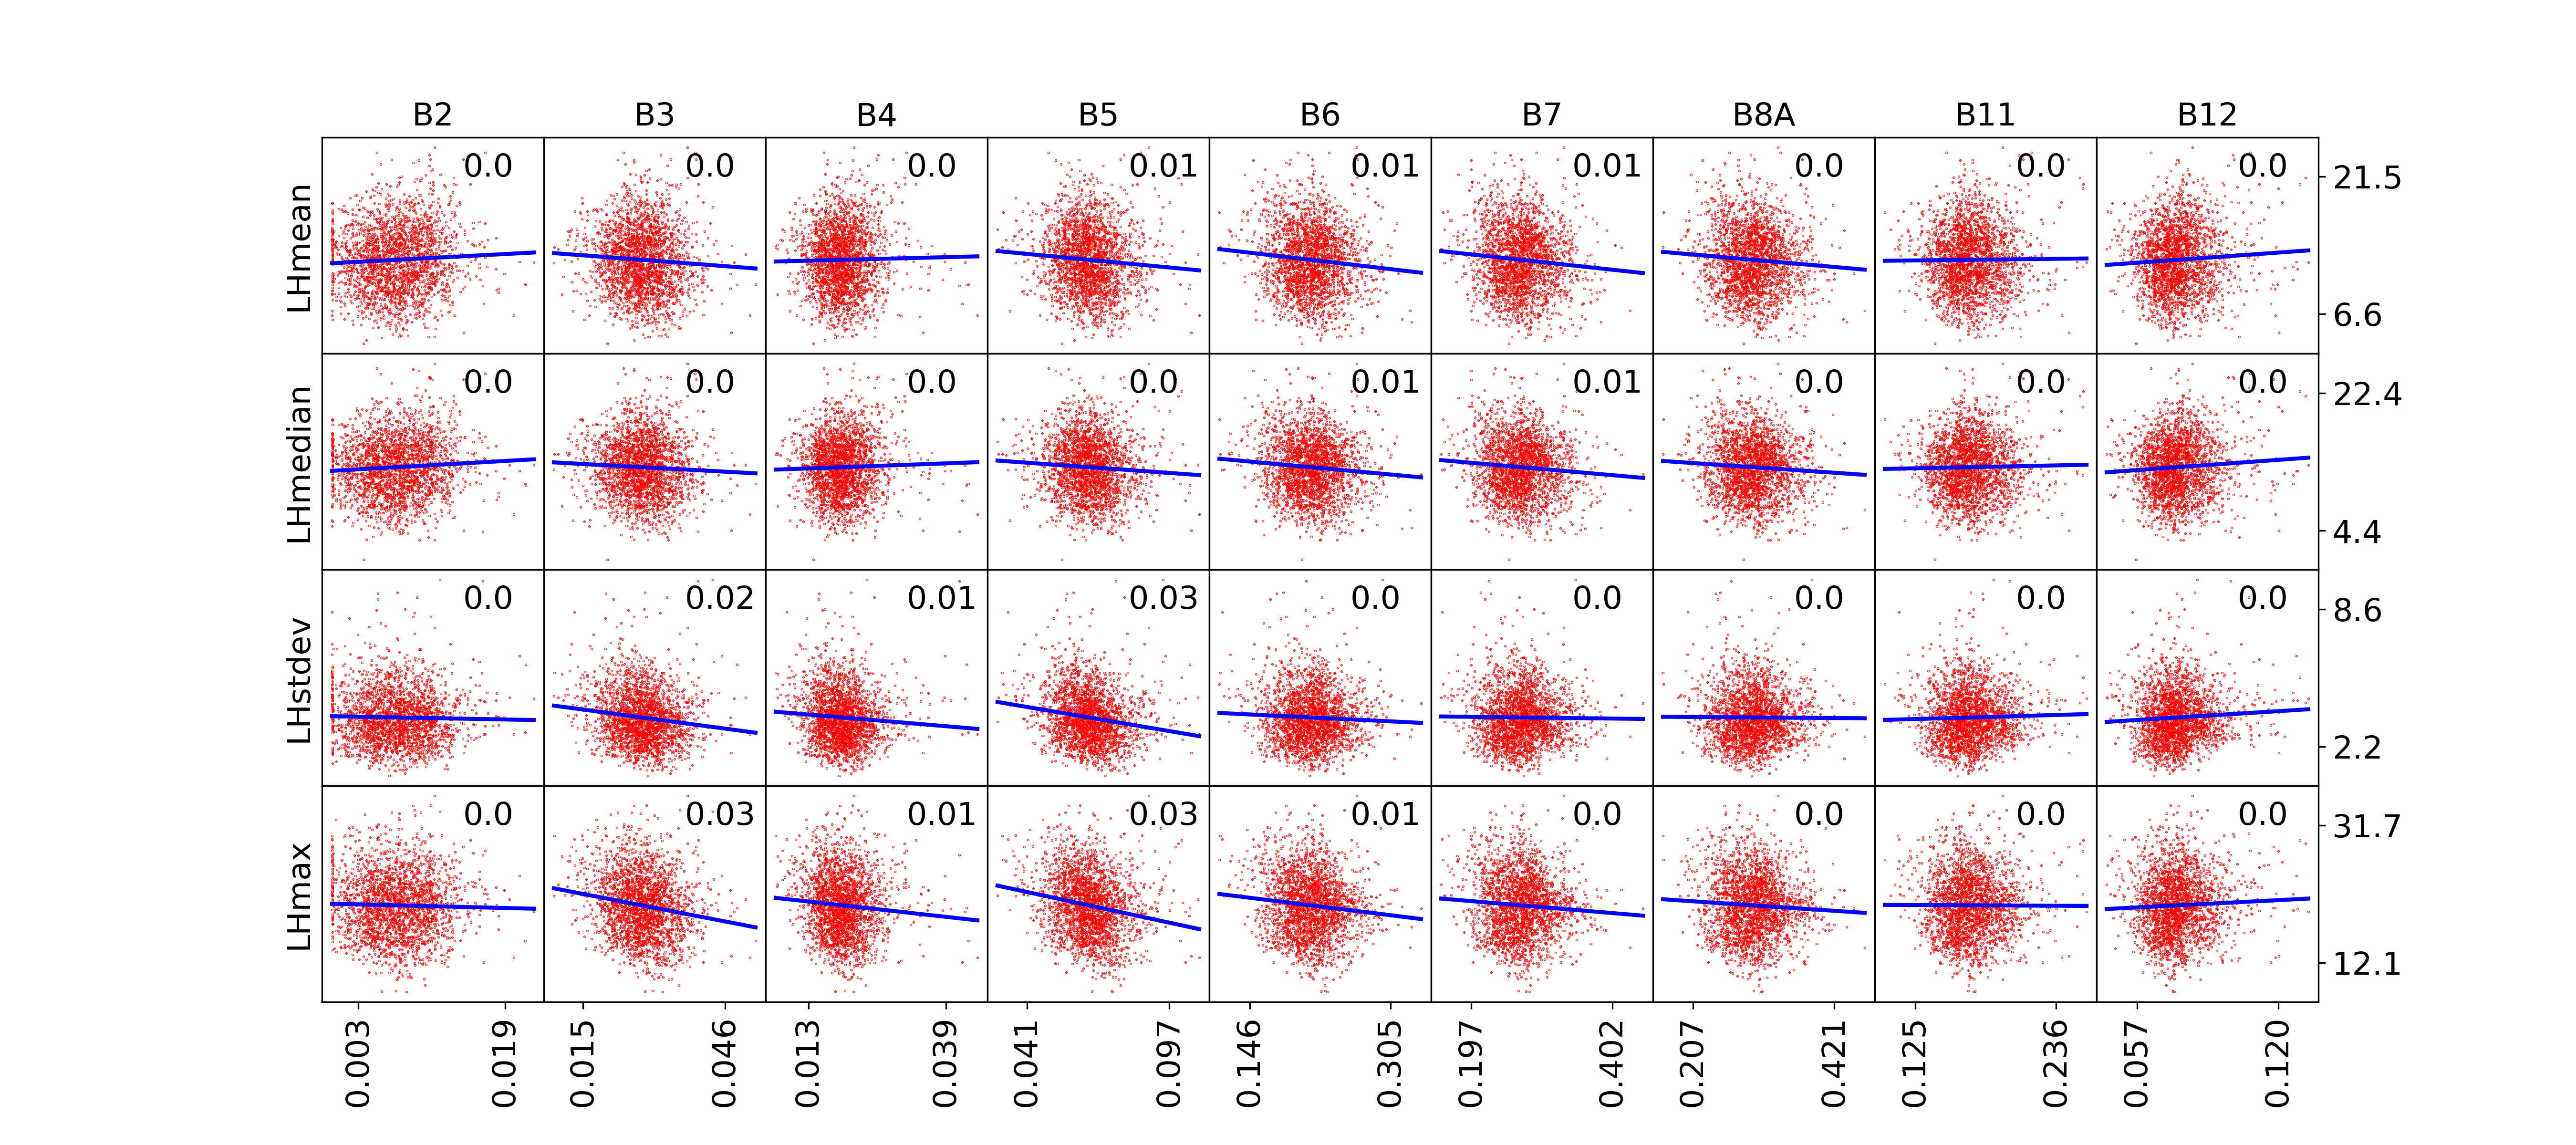 B2 B3 B4 B5 B6 B7 B8A B11 B12
LHmean 0.0 0.0 0.0 0.01 0.01 0.01 0.0 0.0 0.0 21.5 6.6
LHmedian 0.0 0.0 0.0 0.0 0.01 0.01 0.0 0.0 0.0 22.4 4.4
LHstdev 0.0 0.02 0.01 0.03 0.0 0.0 0.0 0.0 0.0 8.6 2.2
LHmax 0.0 0.03 0.01 0.03 0.01 0.0 0.0 0.0 0.0 31.7 12.1
0.003 0.019 0.015 0.046 0.013 0.039 0.041 0.097 0.146 0.305 0.197 0.402 0.207 0.421 0.125 0.236 0.057 0.120